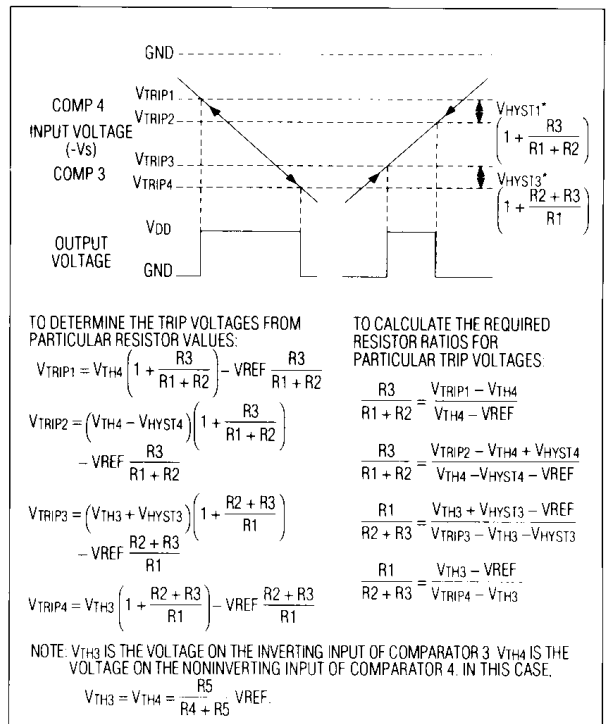 GND
COMP 4
INPUT VOLTAGE
(-Vs)
COMP 3
VTRIP1
VTRIP2
VTRIP3
VTRIP4
VHYST1*
(1 + R3 / R1 + R2)
VHYST3*
(1 + R2 + R3 / R1)
OUTPUT
VOLTAGE
VDD
GND
TO DETERMINE THE TRIP VOLTAGES FROM
PARTICULAR RESISTOR VALUES:
VTRIP1 = VTH4 (1 + R3 / R1 + R2) – VREF R3 / R1 + R2
VTRIP2 = (VTH4 – VHYST4) (1 + R3 / R1 + R2)
– VREF R3 / R1 + R2
VTRIP3 = (VTH3 + VHYST3) (1 + R2 + R3 / R1)
– VREF R2 + R3 / R1
VTRIP4 = VTH3 (1 + R2 + R3 / R1) – VREF R2 + R3 / R1
TO CALCULATE THE REQUIRED
RESISTOR RATIOS FOR
PARTICULAR TRIP VOLTAGES:
R3 / R1 + R2 = VTRIP1 – VTH4 / VTH4 – VREF
R3 / R1 + R2 = VTRIP2 – VTH4 + VHYST4 / VTH4 –VHYST4 – VREF
R1 / R2 + R3 = VTH3 + VHYST3 – VREF / VTRIP3 – VTH3 –VHYST3
R1 / R2 + R3 = VTH3 – VREF / VTRIP4 – VTH3
NOTE: VTH3 IS THE VOLTAGE ON THE INVERTING INPUT OF COMPARATOR 3 VTH4 IS THE
VOLTAGE ON THE NONINVERTING INPUT OF COMPARATOR 4. IN THIS CASE,
VTH3 = VTH4 = R5 / R4 + R5 VREF.